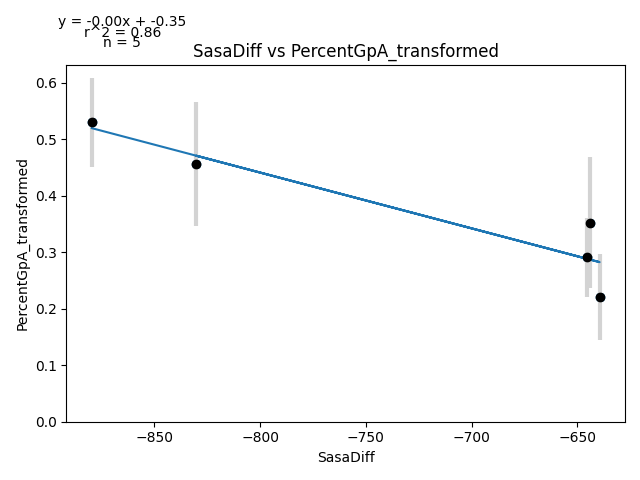 y = -0.00x + -0.35
r^2 = 0.86
n = 5
SasaDiff vs PercentGpA_transformed
PercentGpA_transformed
0.6
0.5
0.4
0.3
0.2
0.1
0.0
−850
−800
−750
−700
−650
SasaDiff